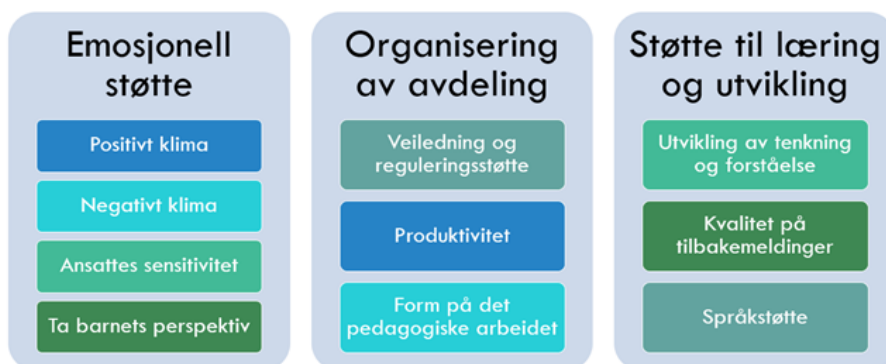 Emosjonell
støtte
Positivt klima
Negativt klima
Ansattes sensitivitet
Ta barnets perspektiv
Organisering
av avdeling
Veiledning og
reguleringsstøtte
Produktivitet
Form på det
pedagogiske arbeidet
Støtte til læring
og utvikling
Utvikling av tenkning
og forståelse
Kvalitet på
tilbakemeldinger
Språkstøtte